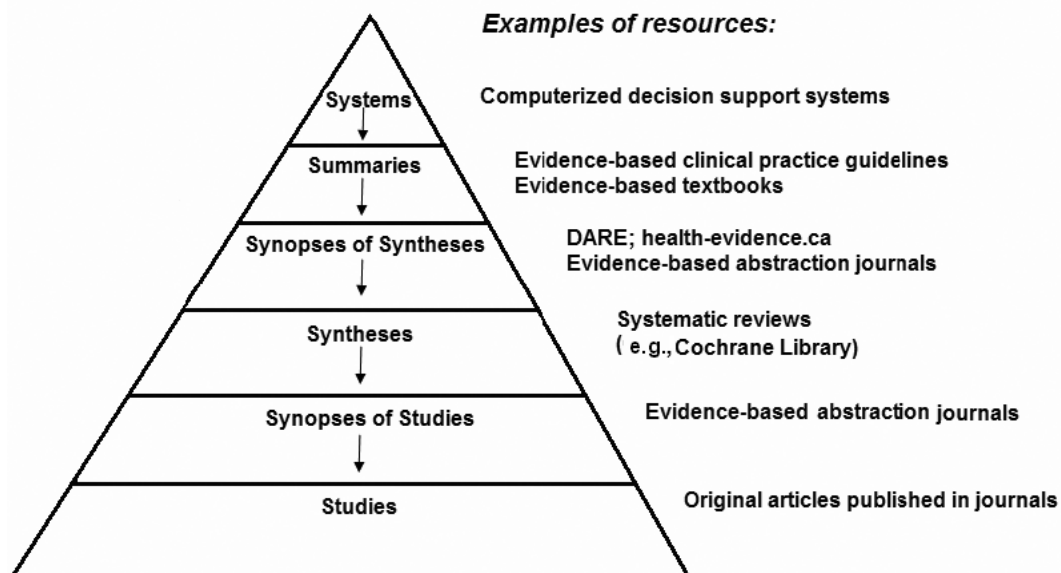 Examples of resources:
Systems
Computerized decision support systems
Summaries
Evidence-based clinical practice guidelines
Evidence-based textbooks
Synopses of Syntheses
DARE; health-evidence.ca
Evidence-based abstraction journals
Syntheses
Systematic reviews
( e.g., Cochrane Library)
Synopses of Studies
Evidence-based abstraction journals
Studies
Original articles published in journals